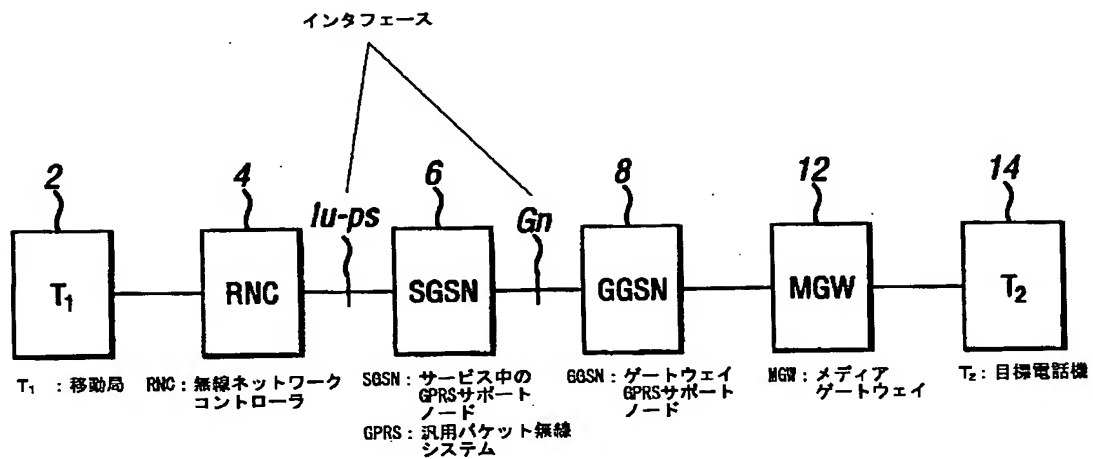 インタフェース
2
4
6
8
12
14
Iu-ps
Gn
T₁
RNC
SGSN
GGSN
MGW
T₂
T₁ : 移動局
RNC : 無線ネットワーク
コントローラ
SGSN : サービス中の
GPRSサポート
ノード
GPRS : 汎用パケット無線
システム
GGSN : ゲートウェイ
GPRSサポート
ノード
MGW : メディア
ゲートウェイ
T₂ : 目標電話機